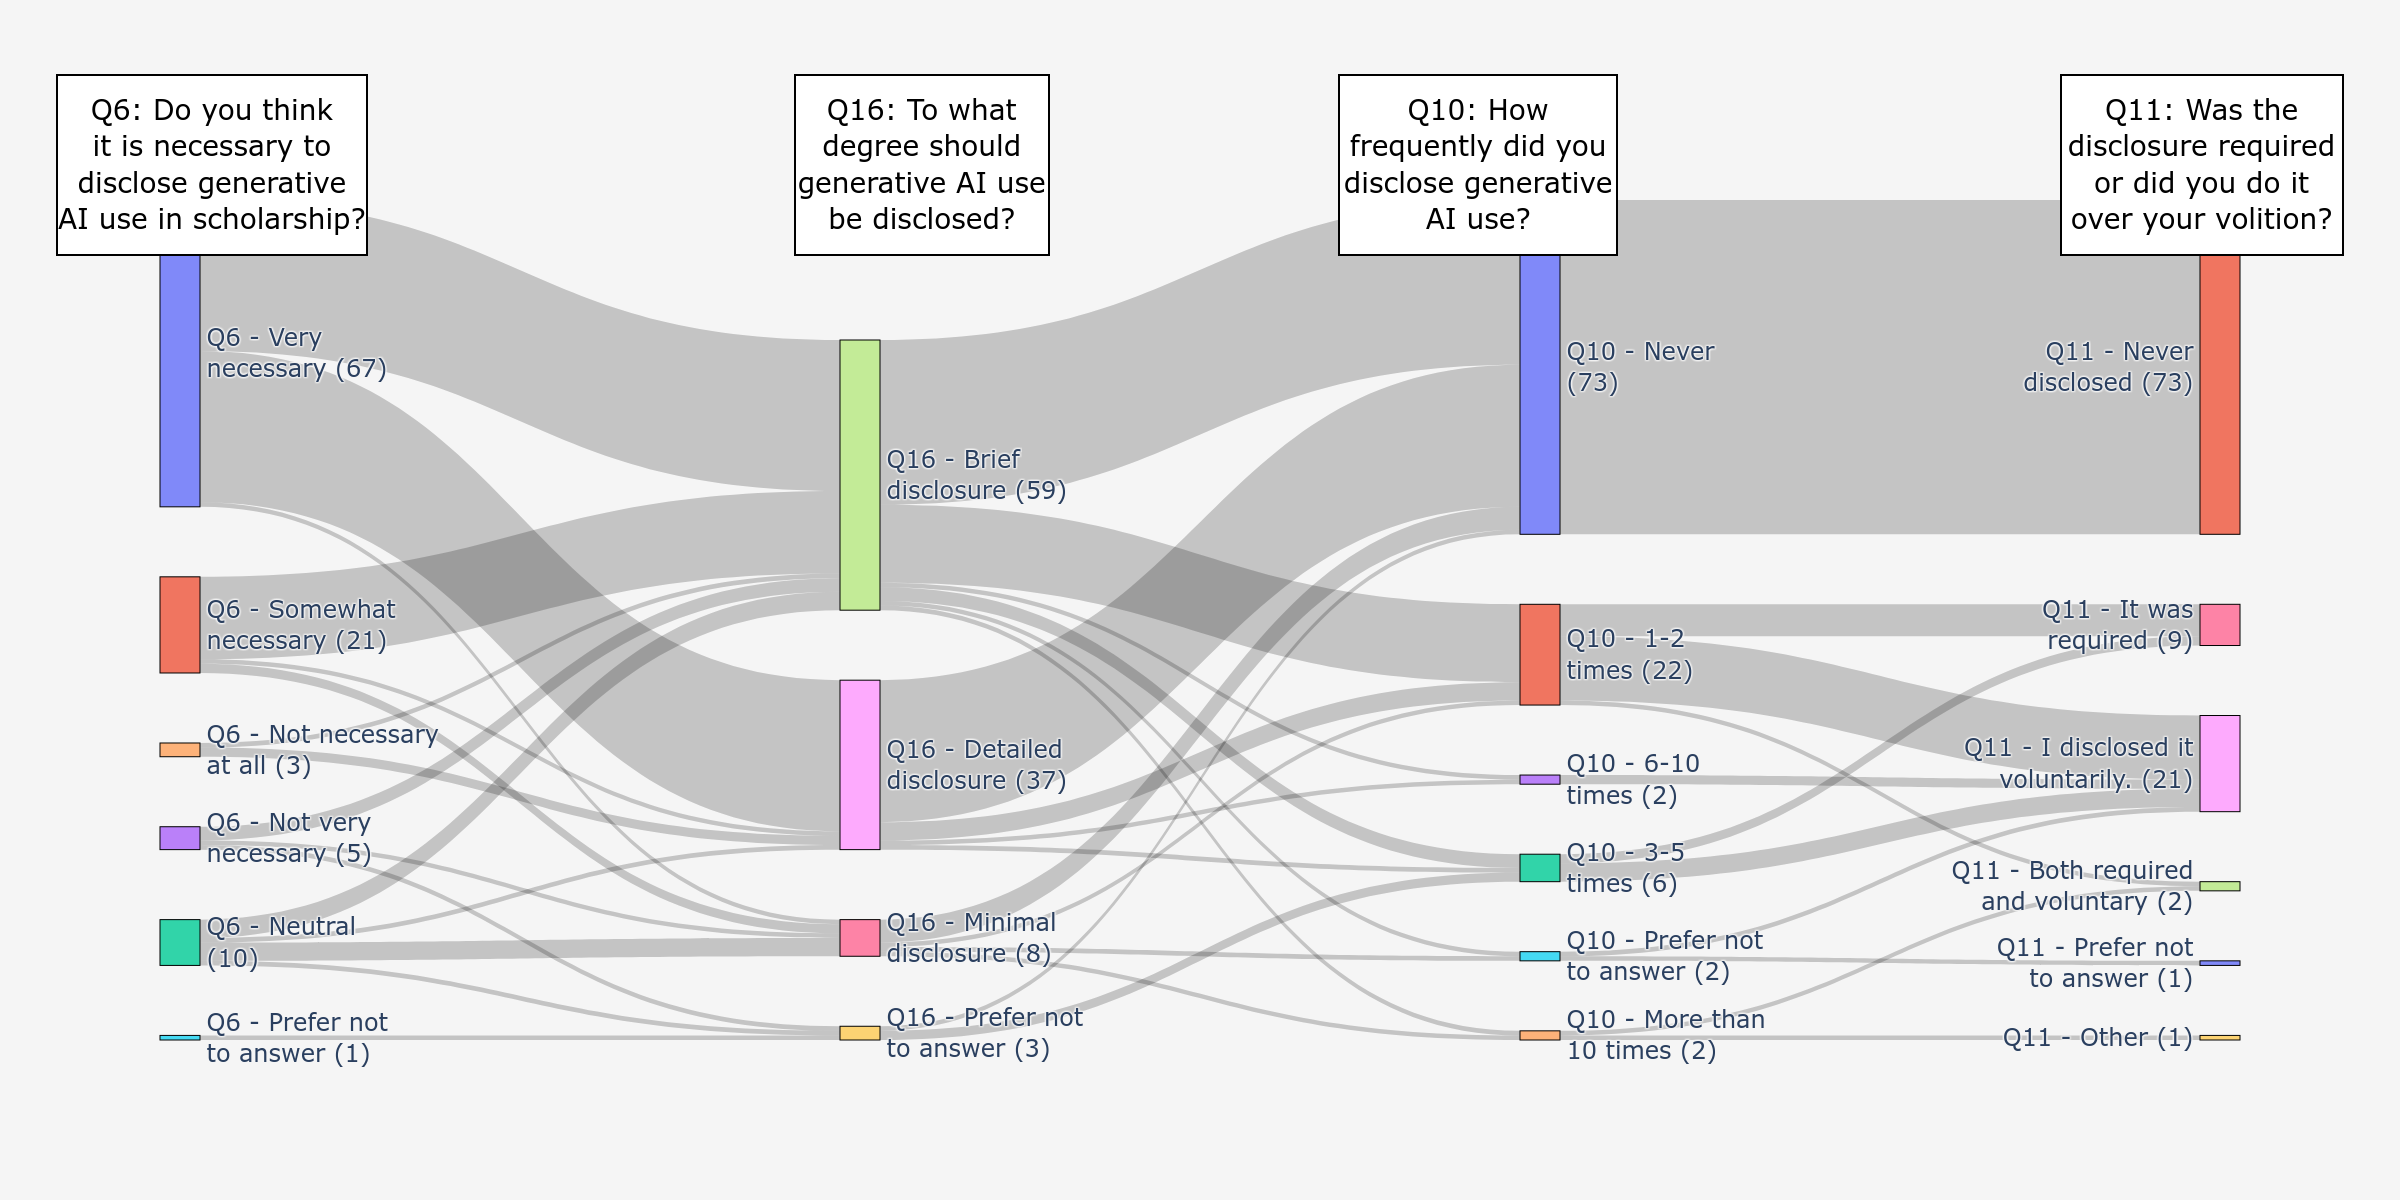 Q6: Do you think
it is necessary to
disclose generative
AI use in scholarship?
Q16: To what
degree should
generative AI use
be disclosed?
Q10: How
frequently did you
disclose generative
AI use?
Q11: Was the
disclosure required
or did you do it
over your volition?
Q6 - Very
necessary (67)
Q6 - Somewhat
necessary (21)
Q6 - Not necessary
at all (3)
Q6 - Not very
necessary (5)
Q6 - Neutral
(10)
Q6 - Prefer not
to answer (1)
Q16 - Brief
disclosure (59)
Q16 - Detailed
disclosure (37)
Q16 - Minimal
disclosure (8)
Q16 - Prefer not
to answer (3)
Q10 - Never
(73)
Q10 - 1-2
times (22)
Q10 - 6-10
times (2)
Q10 - 3-5
times (6)
Q10 - Prefer not
to answer (2)
Q10 - More than
10 times (2)
Q11 - Never
disclosed (73)
Q11 - It was
required (9)
Q11 - I disclosed it
voluntarily. (21)
Q11 - Both required
and voluntary (2)
Q11 - Prefer not
to answer (1)
Q11 - Other (1)